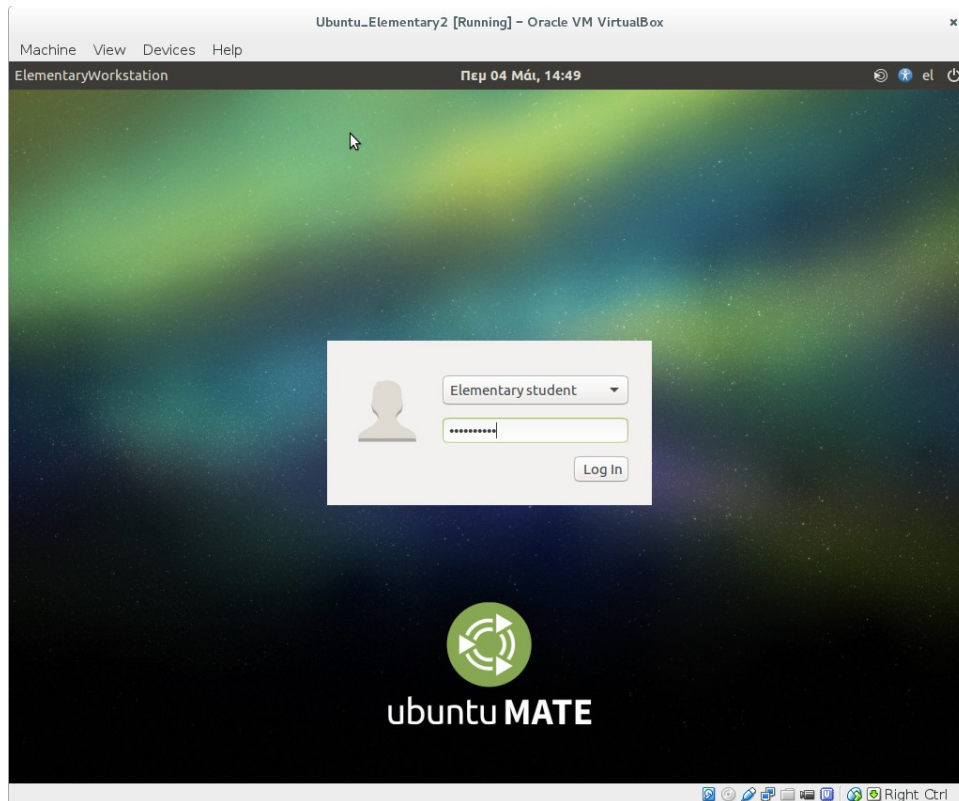 Ubuntu_Elementary2 [Running] – Oracle VM VirtualBox
Machine View Devices Help
ElementaryWorkstation Πεμ 04 Μάι, 14:49 el
Elementary student
••••••••••
Log In
ubuntu MATE
Right Ctrl